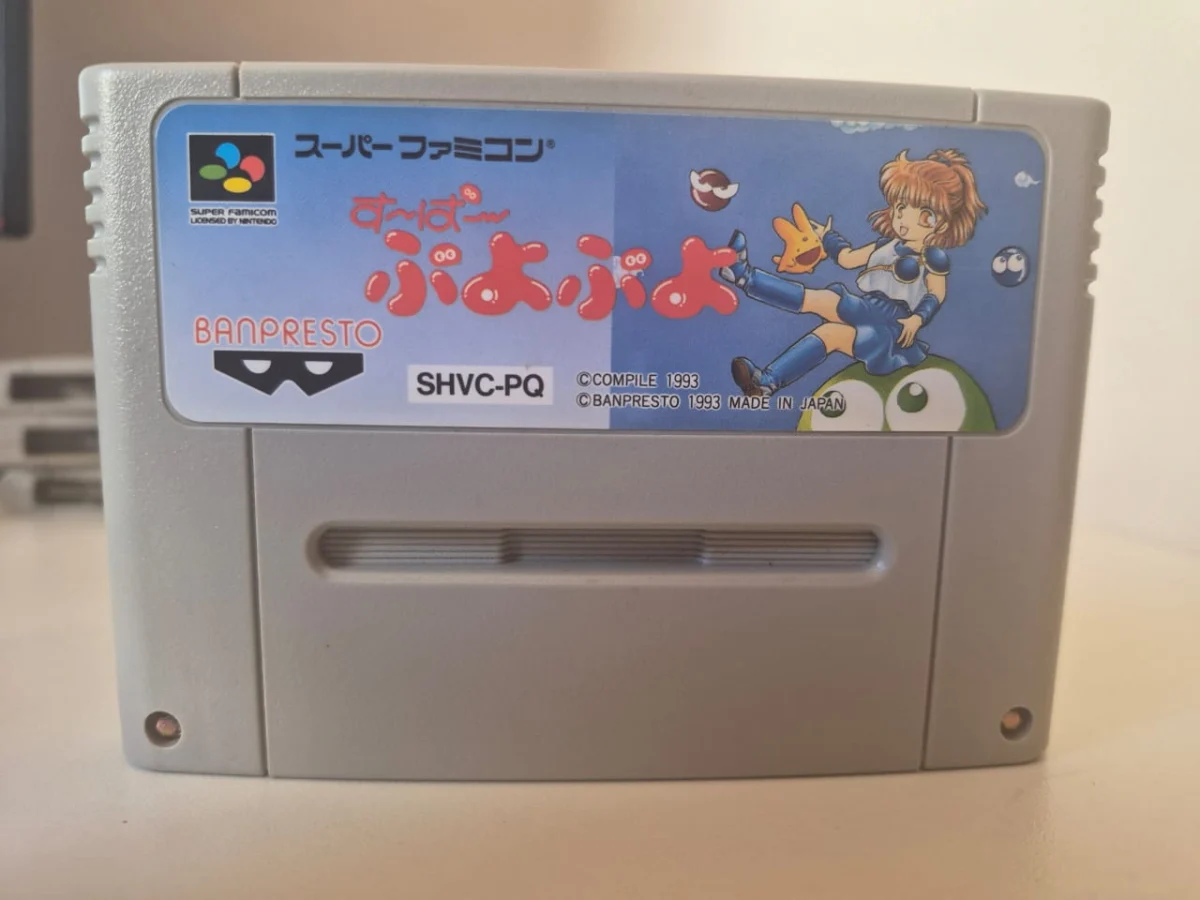 スーパーファミコン®
SUPER FAMICOM
LICENSED BY NINTENDO
す〜ぱ〜
ぷよぷよ
BANPRESTO
SHVC-PQ
©COMPILE 1993
©BANPRESTO 1993 MADE IN JAPAN